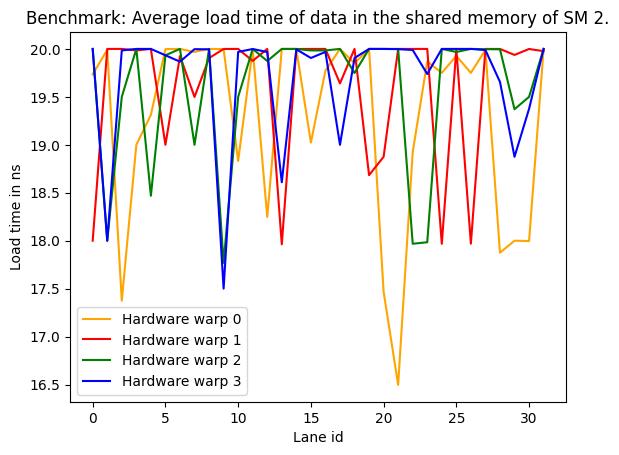 Benchmark: Average load time of data in the shared memory of SM 2.
20.0
19.5
19.0
18.5
18.0
17.5
17.0
16.5
Load time in ns
Hardware warp 0
Hardware warp 1
Hardware warp 2
Hardware warp 3
0
5
10
15
20
25
30
Lane id